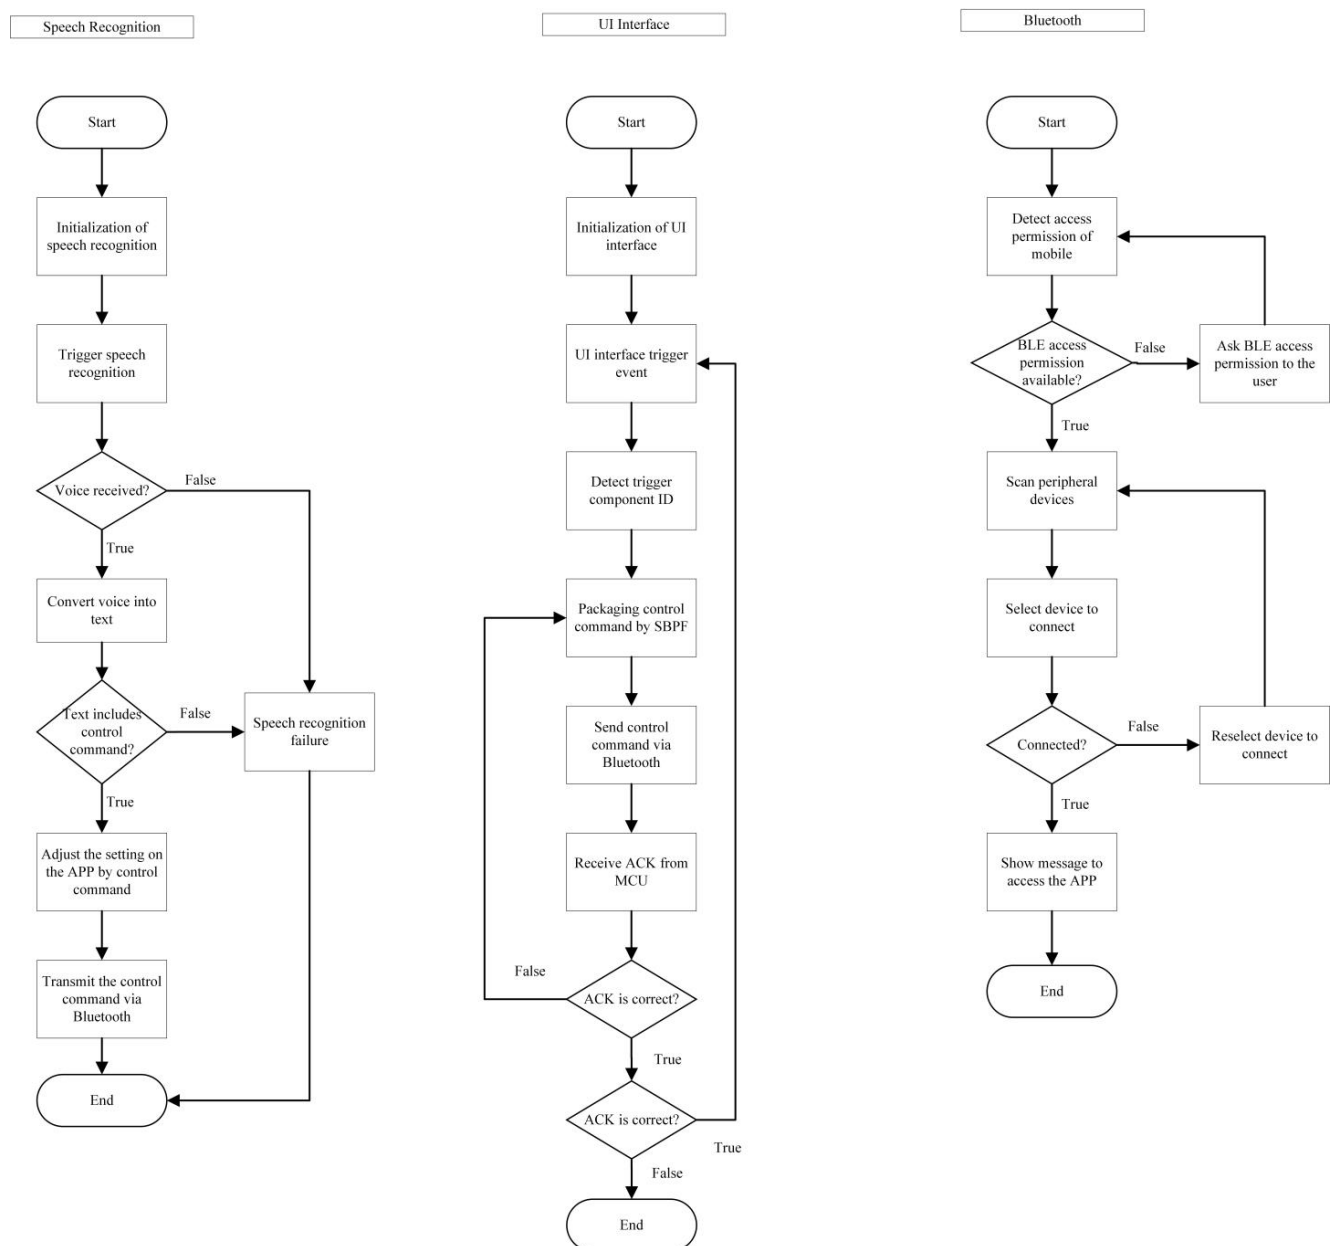 Speech Recognition
Start
Initialization of
speech recognition
Trigger speech
recognition
Voice received?
False
True
Convert voice into
text
Text includes
control
command?
False
Speech recognition
failure
True
Adjust the setting on
the APP by control
command
Transmit the control
command via
Bluetooth
End
UI Interface
Start
Initialization of UI
interface
UI interface trigger
event
Detect trigger
component ID
Packaging control
command by SBPF
Send control
command via
Bluetooth
Receive ACK from
MCU
False
ACK is correct?
True
ACK is correct?
True
False
End
Bluetooth
Start
Detect access
permission of
mobile
BLE access
permission
available?
False
Ask BLE access
permission to the
user
True
Scan peripheral
devices
Select device to
connect
Connected?
False
Reselect device to
connect
True
Show message to
access the APP
End